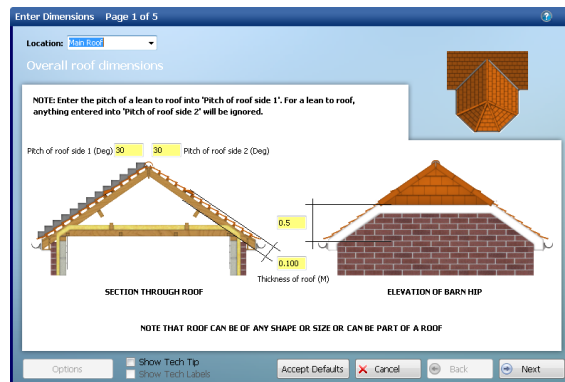 Enter Dimensions Page 1 of 5
?
Location: Main Roof
Overall roof dimensions
NOTE: Enter the pitch of a lean to roof into 'Pitch of roof side 1'. For a lean to roof,
anything entered into 'Pitch of roof side 2' will be ignored.
Pitch of roof side 1 (Deg) 30 30 Pitch of roof side 2 (Deg)
0.5
0.100
Thickness of roof (M)
SECTION THROUGH ROOF ELEVATION OF BARN HIP
NOTE THAT ROOF CAN BE OF ANY SHAPE OR SIZE OR CAN BE PART OF A ROOF
Options
Show Tech Tip
Show Tech Labels
Accept Defaults Cancel Back Next